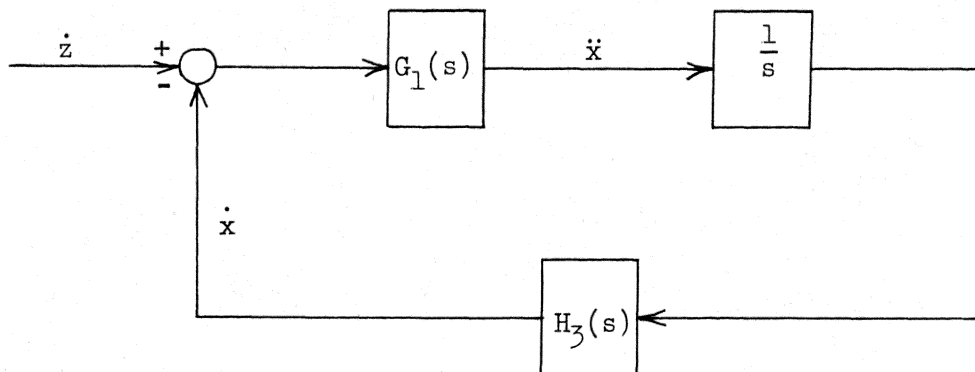 ż
+
-
G₁(s)
ẍ
1
s
ẋ
H₃(s)